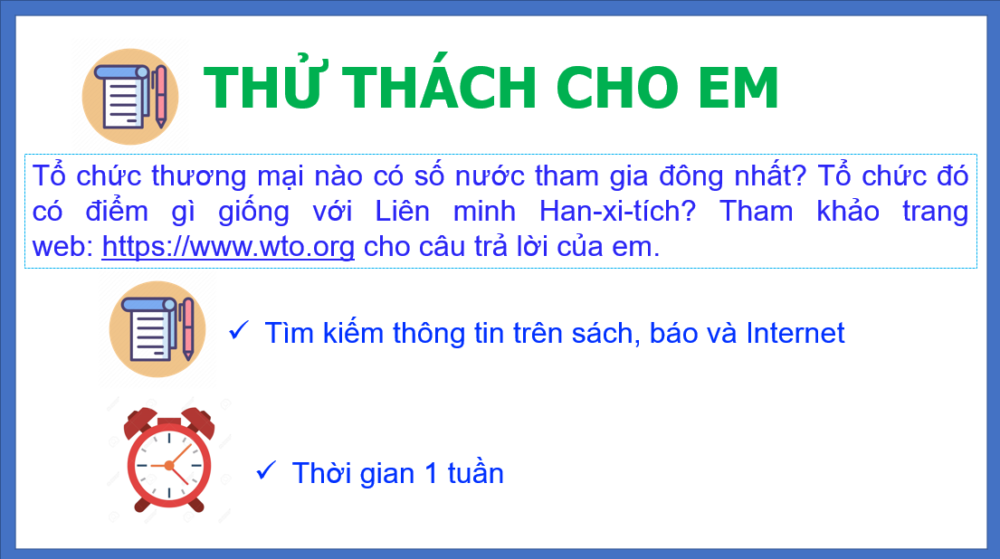 THỬ THÁCH CHO EM
Tổ chức thương mại nào có số nước tham gia đông nhất? Tổ chức đó
có điểm gì giống với Liên minh Han-xi-tích? Tham khảo trang
web: https://www.wto.org cho câu trả lời của em.
✓ Tìm kiếm thông tin trên sách, báo và Internet
✓ Thời gian 1 tuần